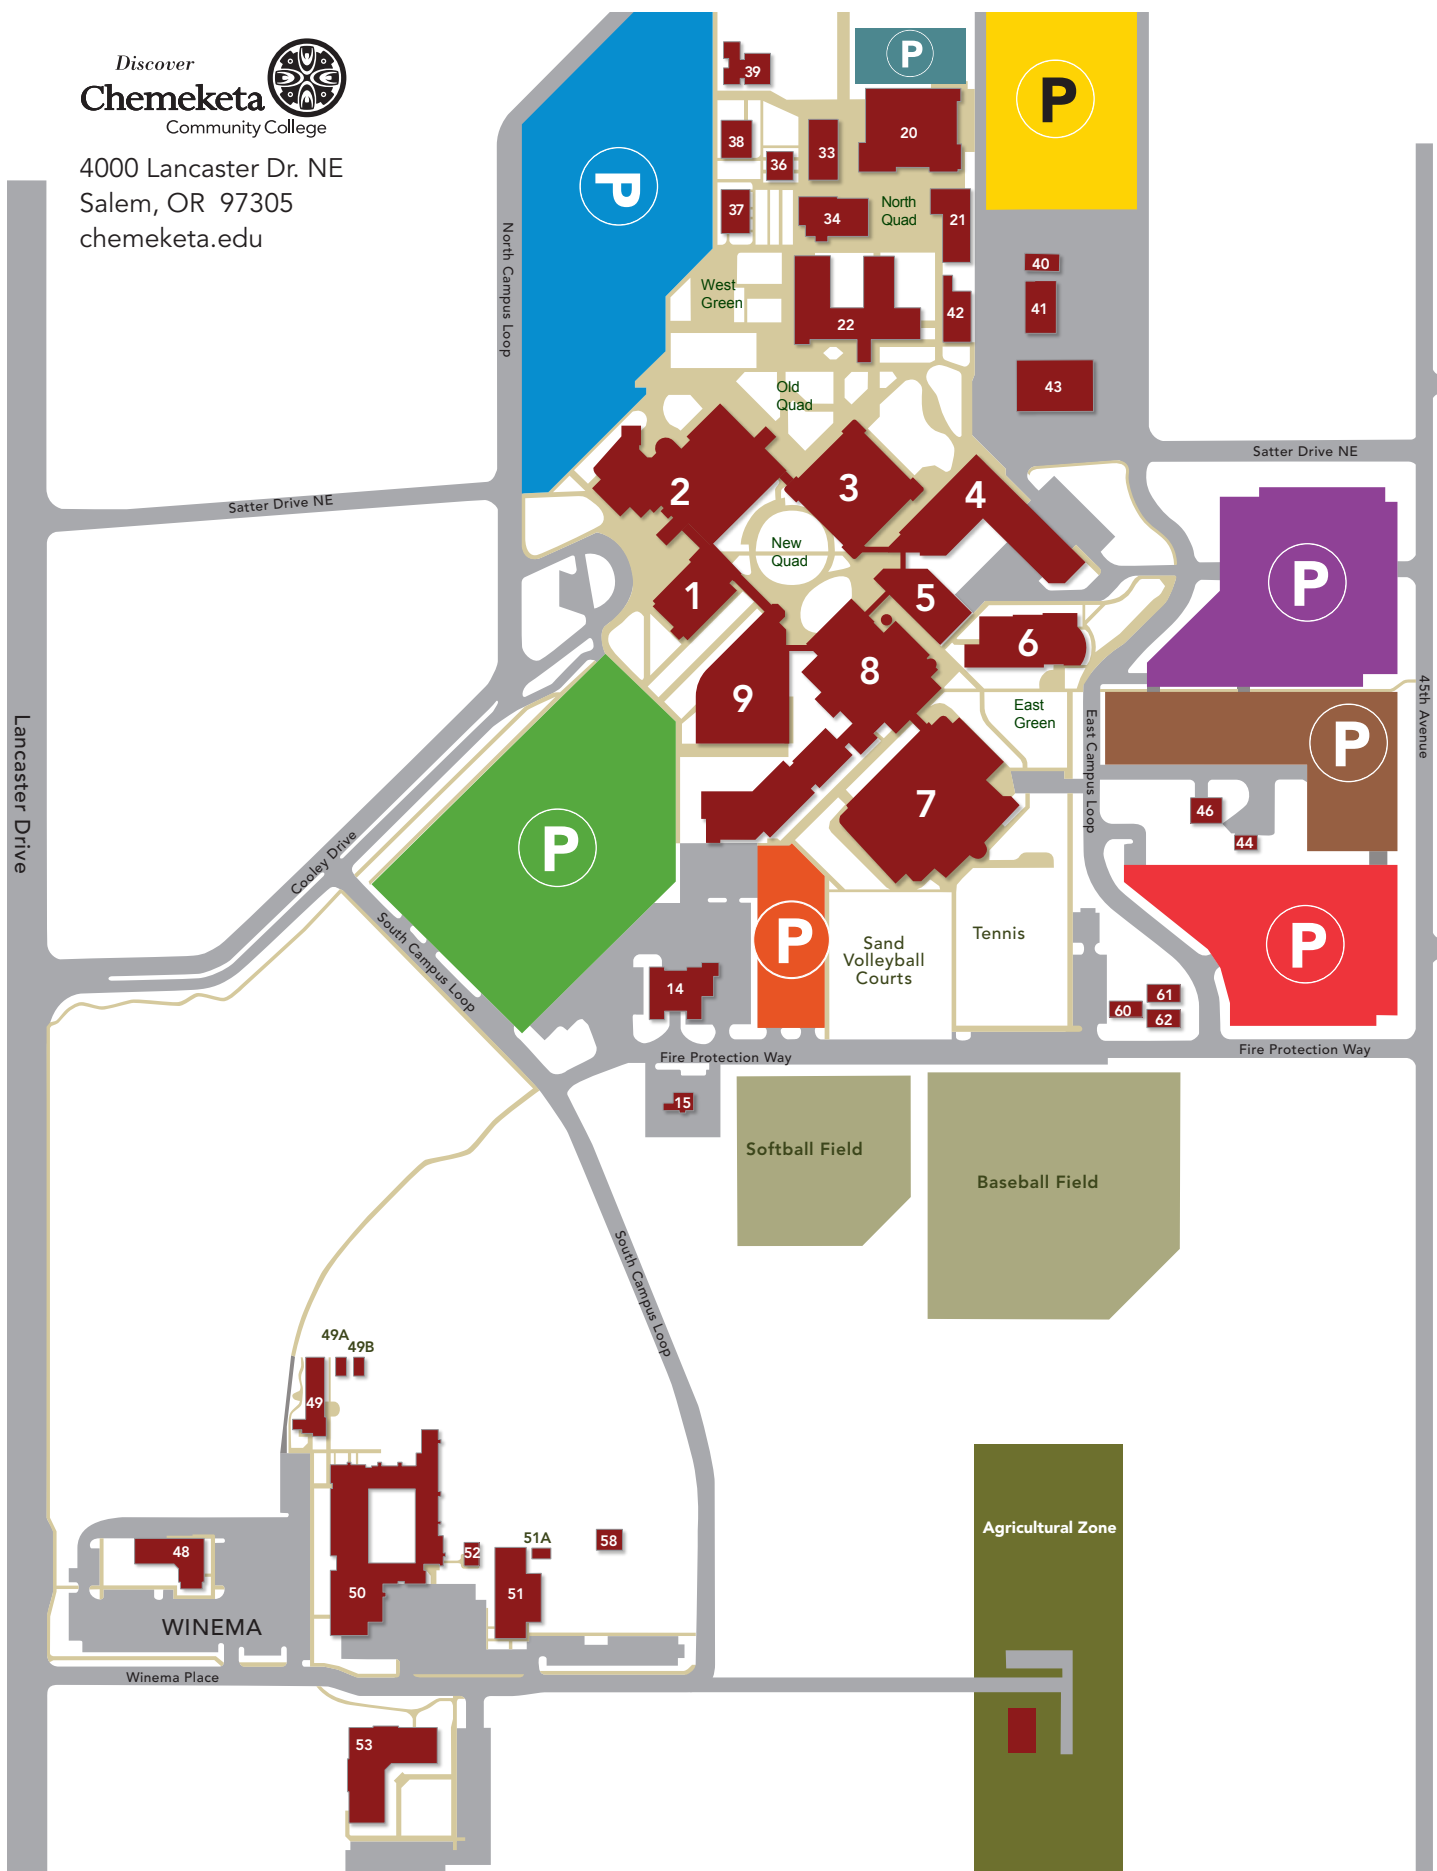 Discover
Chemeketa
Community College
4000 Lancaster Dr. NE
Salem, OR 97305
chemeketa.edu
39
P
P
38
36
33
20
P
37
34
North
Quad
21
North Campus Loop
40
West
Green
41
42
22
43
Old
Quad
Satter Drive NE
2
3
4
Satter Drive NE
New
Quad
P
1
5
6
8
9
East
Green
45th Avenue
East Campus Loop
Lancaster Drive
P
7
46
44
P
Cooley Drive
South Campus Loop
P
Sand
Volleyball
Courts
Tennis
P
14
61
60
62
Fire Protection Way
Fire Protection Way
15
Softball Field
Baseball Field
South Campus Loop
49A
49B
49
Agricultural Zone
51A
58
48
52
50
51
WINEMA
Winema Place
53